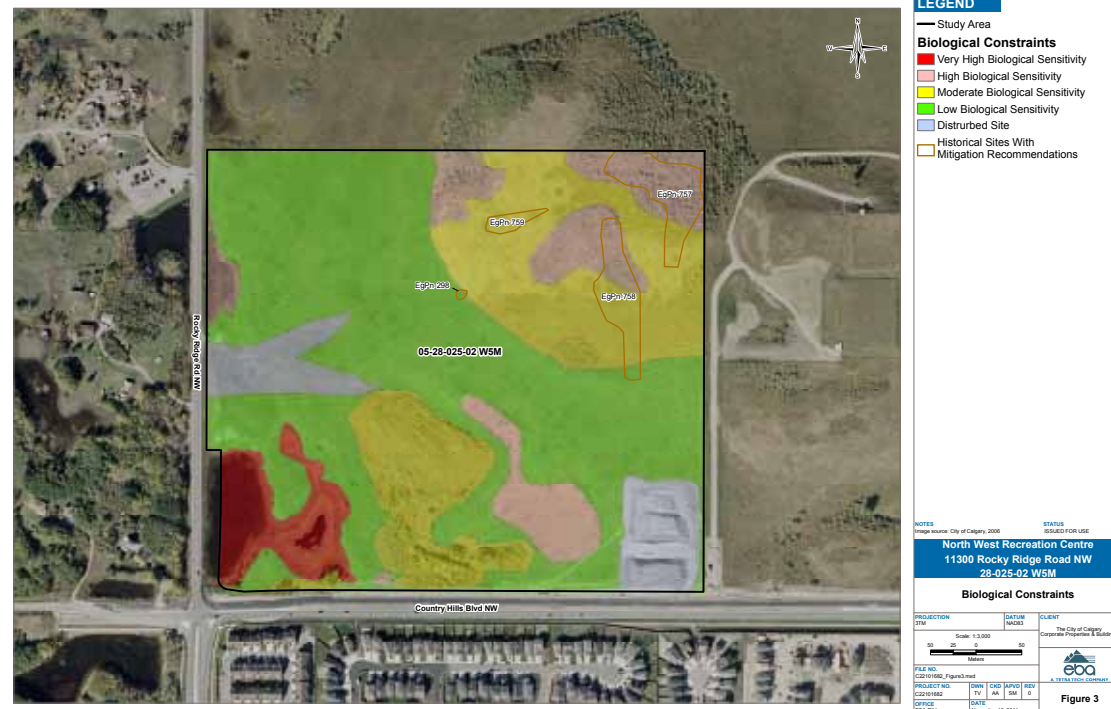 LEGEND
Study Area
Biological Constraints
Very High Biological Sensitivity
High Biological Sensitivity
Moderate Biological Sensitivity
Low Biological Sensitivity
Distrurbed Site
Historical Sites With
Mitigation Recommendations
N
W
E
S
EgPn-757
EgPn-759
EgPn-298
EgPn-758
05-28-025-02 W5M
Rocky Ridge Rd NW
Country Hills Blvd NW
NOTES
Image source: City of Calgary, 2006
STATUS
ISSUED FOR USE
North West Recreation Centre
11300 Rocky Ridge Road NW
28-025-02 W5M
Biological Constraints
PROJECTION
3TM
DATUM
NAD83
CLIENT
The City of Calgary
Corporate Properties & Buildin
Scale: 1:3,000
50 25 0 50
Meters
eba
A TETRA TECH COMPANY
FILE NO.
C22101682_Figure3.mxd
PROJECT NO.
C22101682
DWN
TV
CKD
AA
APVD
SM
REV
0
OFFICE
DATE
Figure 3